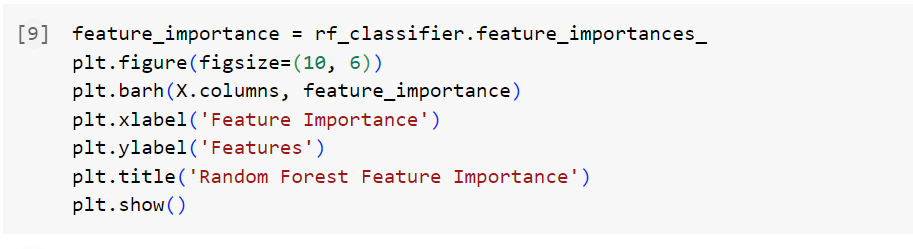 [9] feature_importance = rf_classifier.feature_importances_
plt.figure(figsize=(10, 6))
plt.barh(X.columns, feature_importance)
plt.xlabel('Feature Importance')
plt.ylabel('Features')
plt.title('Random Forest Feature Importance')
plt.show()